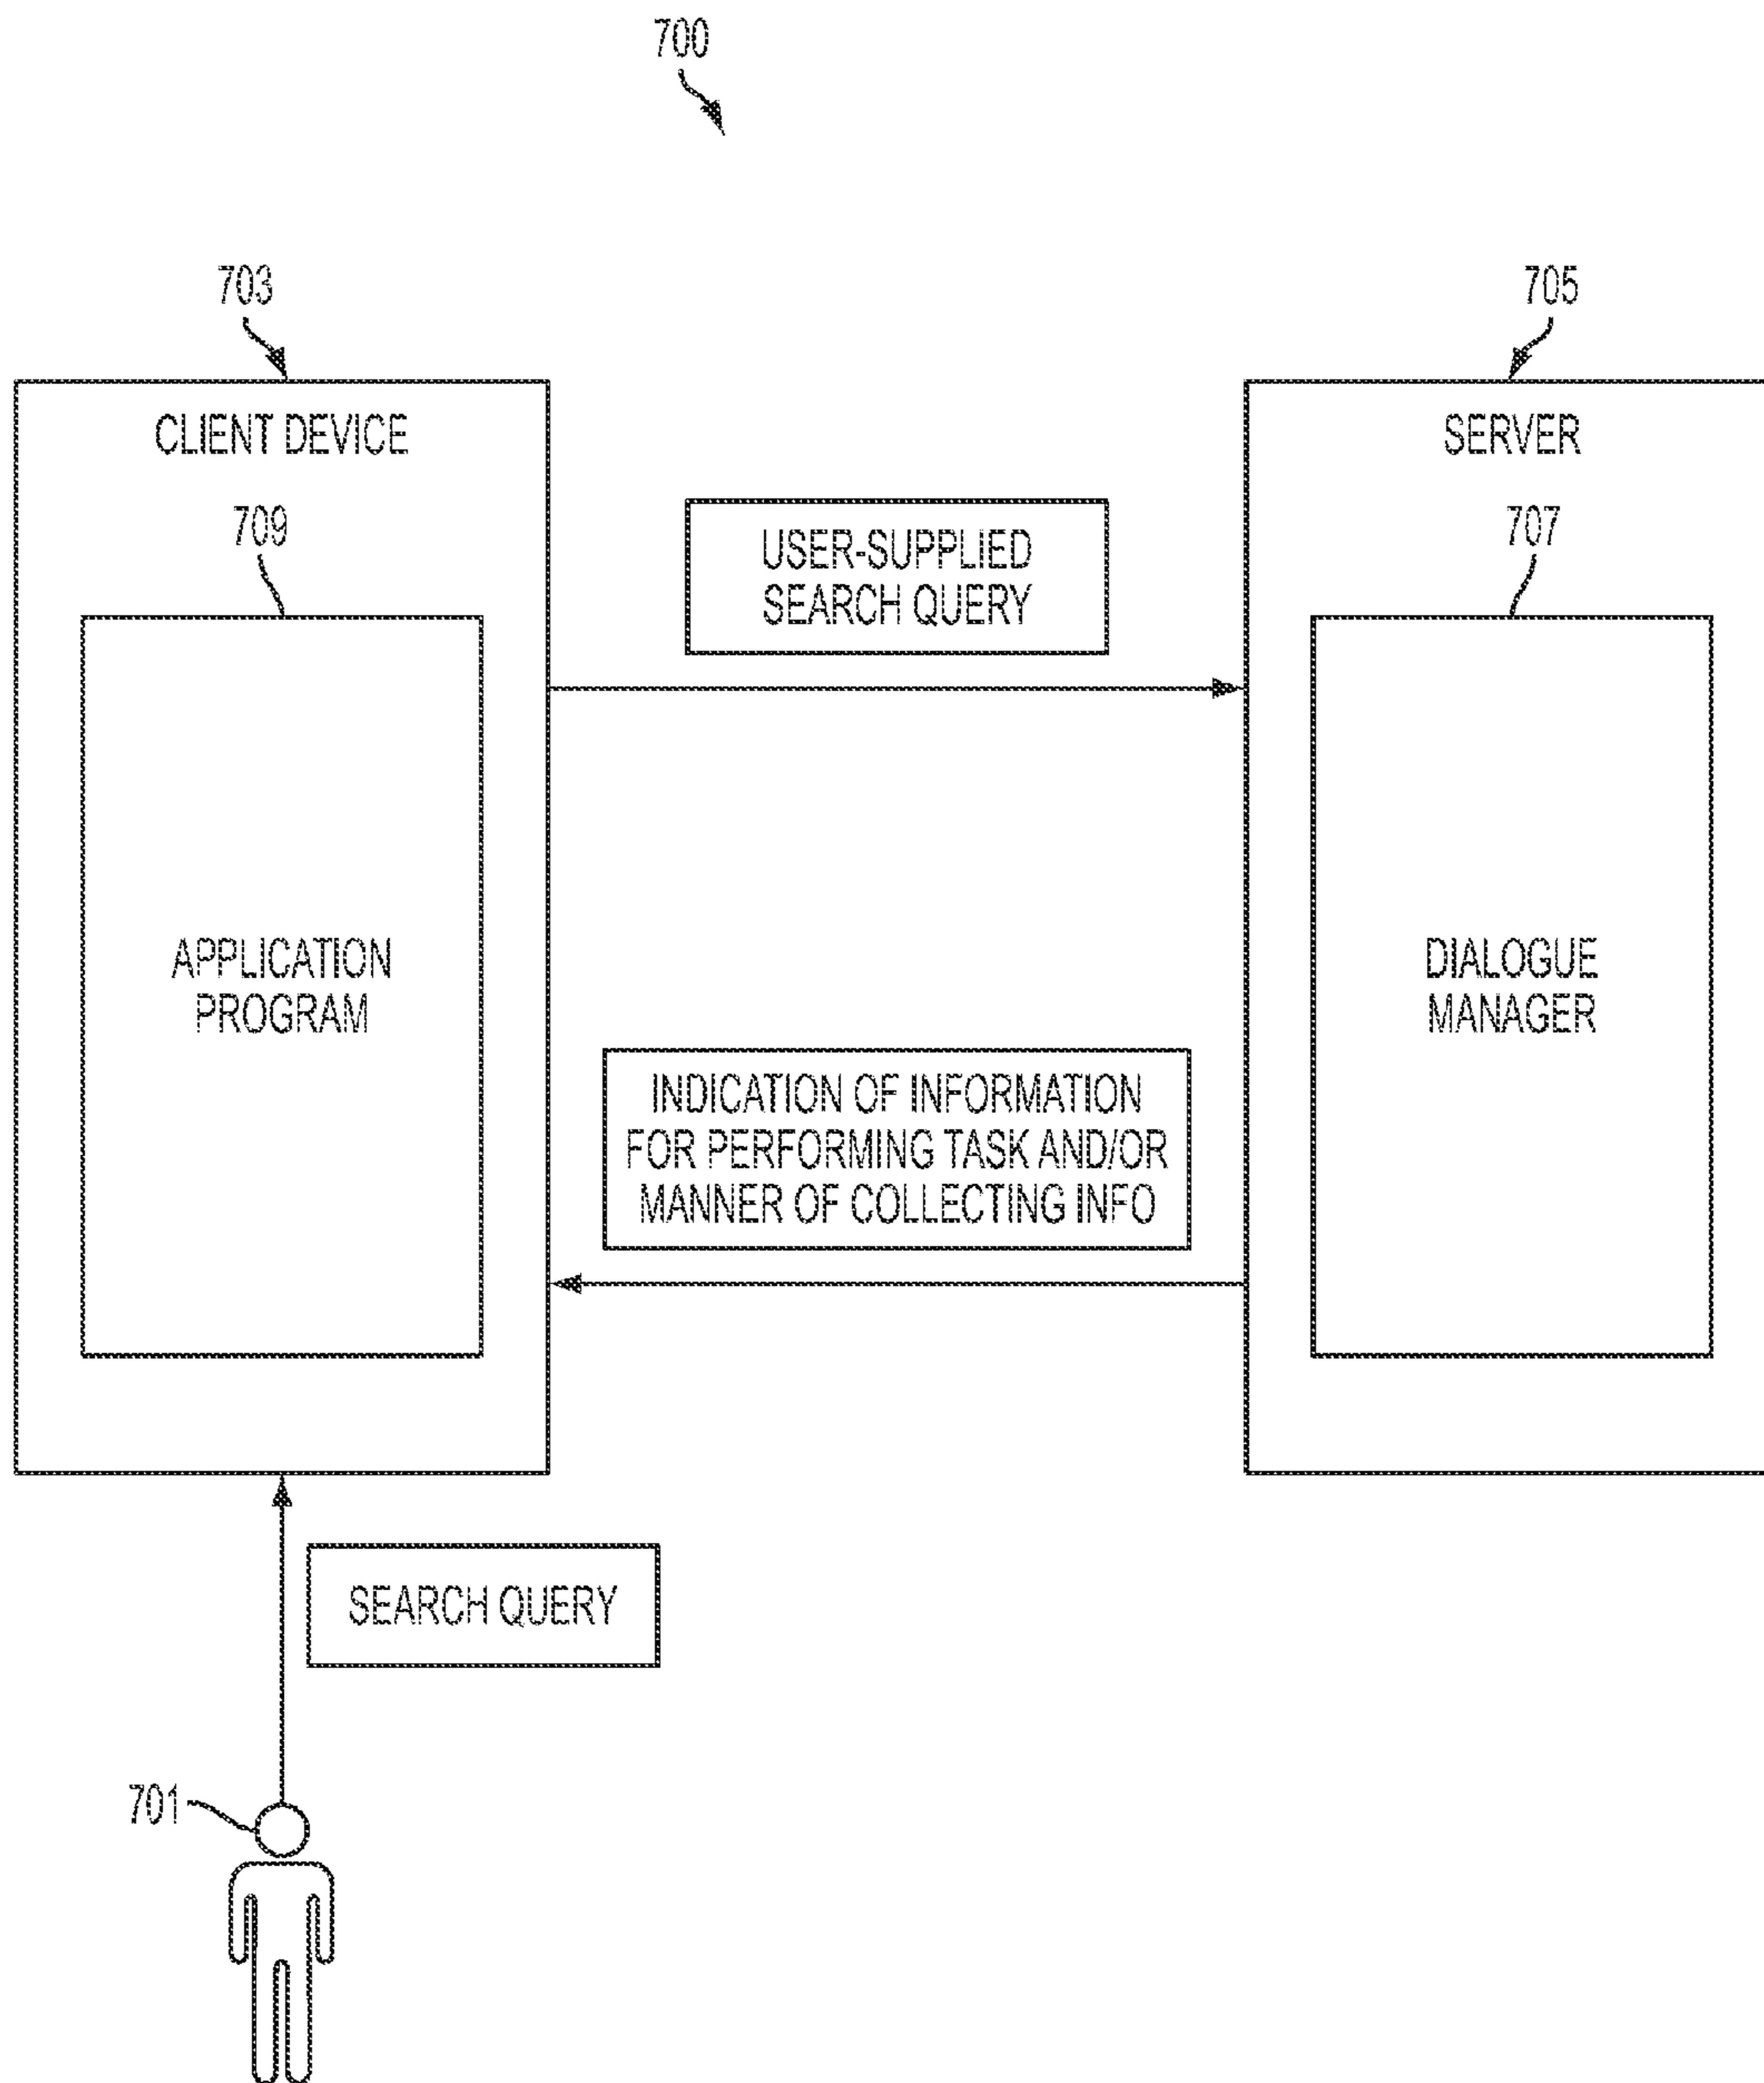 700
703
705
CLIENT DEVICE
SERVER
709
707
USER-SUPPLIED
SEARCH QUERY
APPLICATION
PROGRAM
DIALOGUE
MANAGER
INDICATION OF INFORMATION
FOR PERFORMING TASK AND/OR
MANNER OF COLLECTING INFO
SEARCH QUERY
701